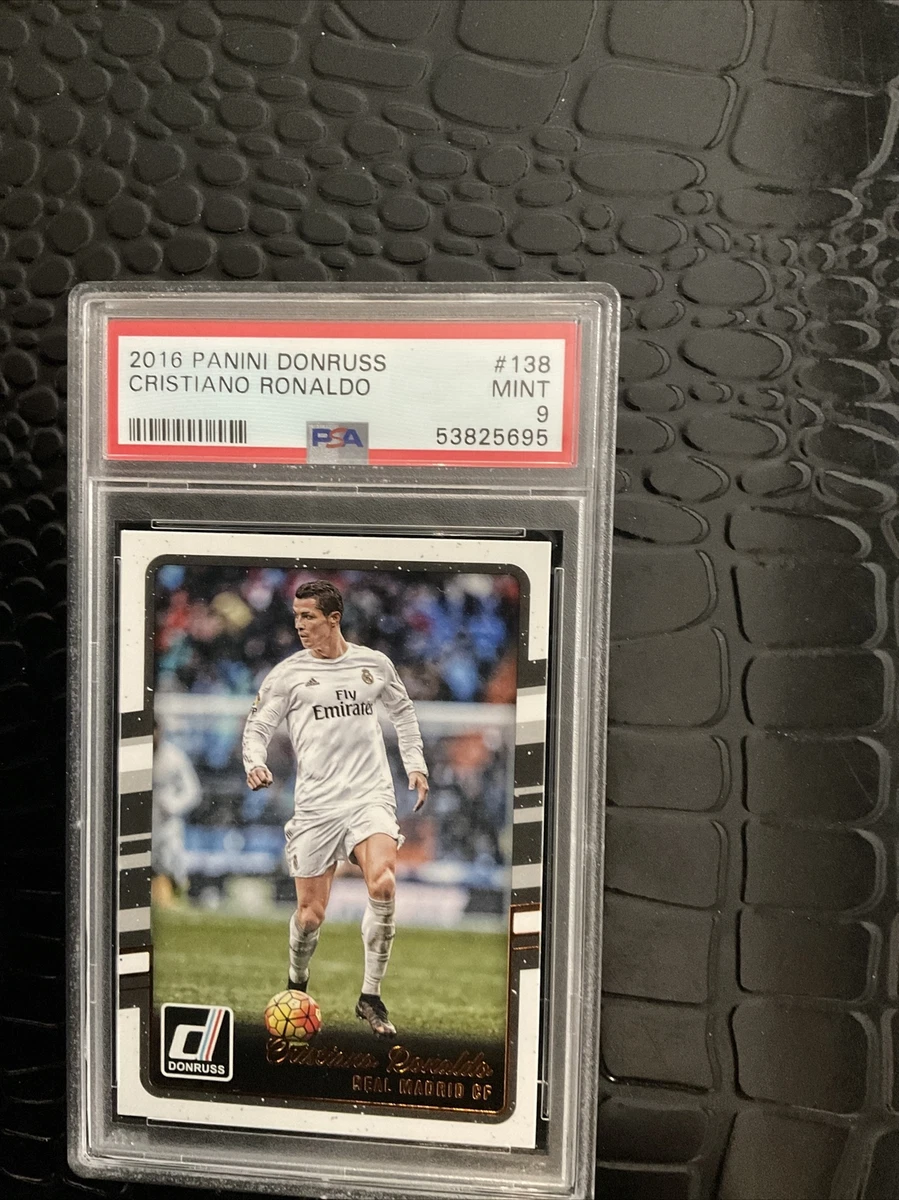 2016 PANINI DONRUSS #138
CRISTIANO RONALDO MINT
9
PSA 53825695
Fly
Emirates
DONRUSS
Cristiano Ronaldo
REAL MADRID CF